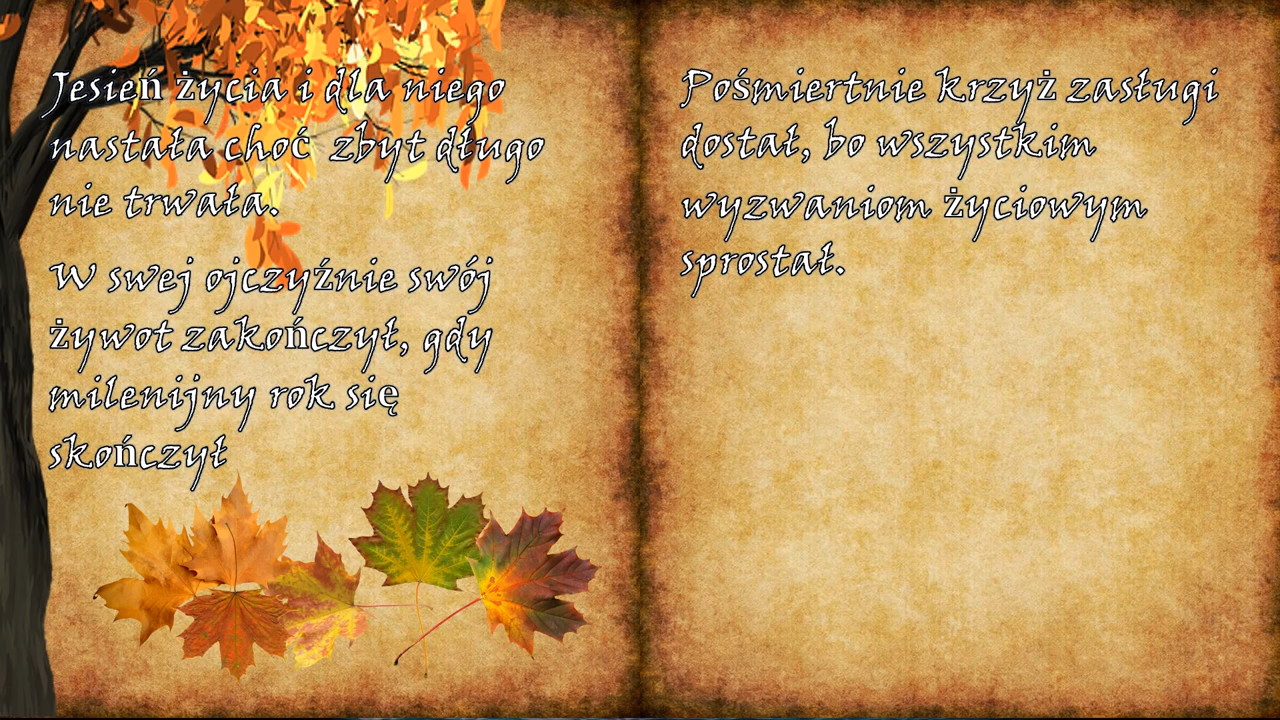 Jesień życia i dla niego
nastała choć zbyt długo
nie trwała.
W swej ojczyźnie swój
żywot zakończył, gdy
milenijny rok się
skończył
Pośmiertnie krzyż zasługi
dostał, bo wszystkim
wyzwaniom życiowym
sprostał.